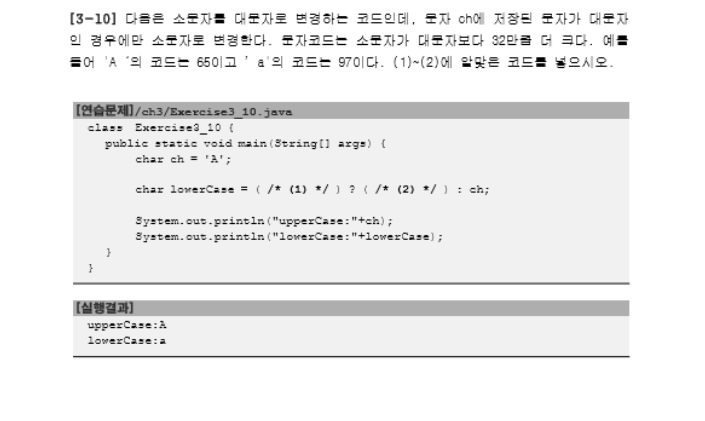 [3-10] 다음은 소문자를 대문자로 변경하는 코드인데, 문자 ch에 저장된 문자가 대문자
인 경우에만 소문자로 변경한다. 문자코드는 소문자가 대문자보다 32만큼 더 크다. 예를
들어 'A '의 코드는 65이고 ' a'의 코드는 97이다. (1)~(2)에 알맞은 코드를 넣으시오.
[연습문제]/ch3/Exercise3_10.java
class Exercise3_10 {
public static void main(String[] args) {
char ch = 'A';
char lowerCase = ( /* (1) */ ) ? ( /* (2) */ ) : ch;
System.out.println("upperCase:"+ch);
System.out.println("lowerCase:"+lowerCase);
}
}
[실행결과]
upperCase:A
lowerCase:a